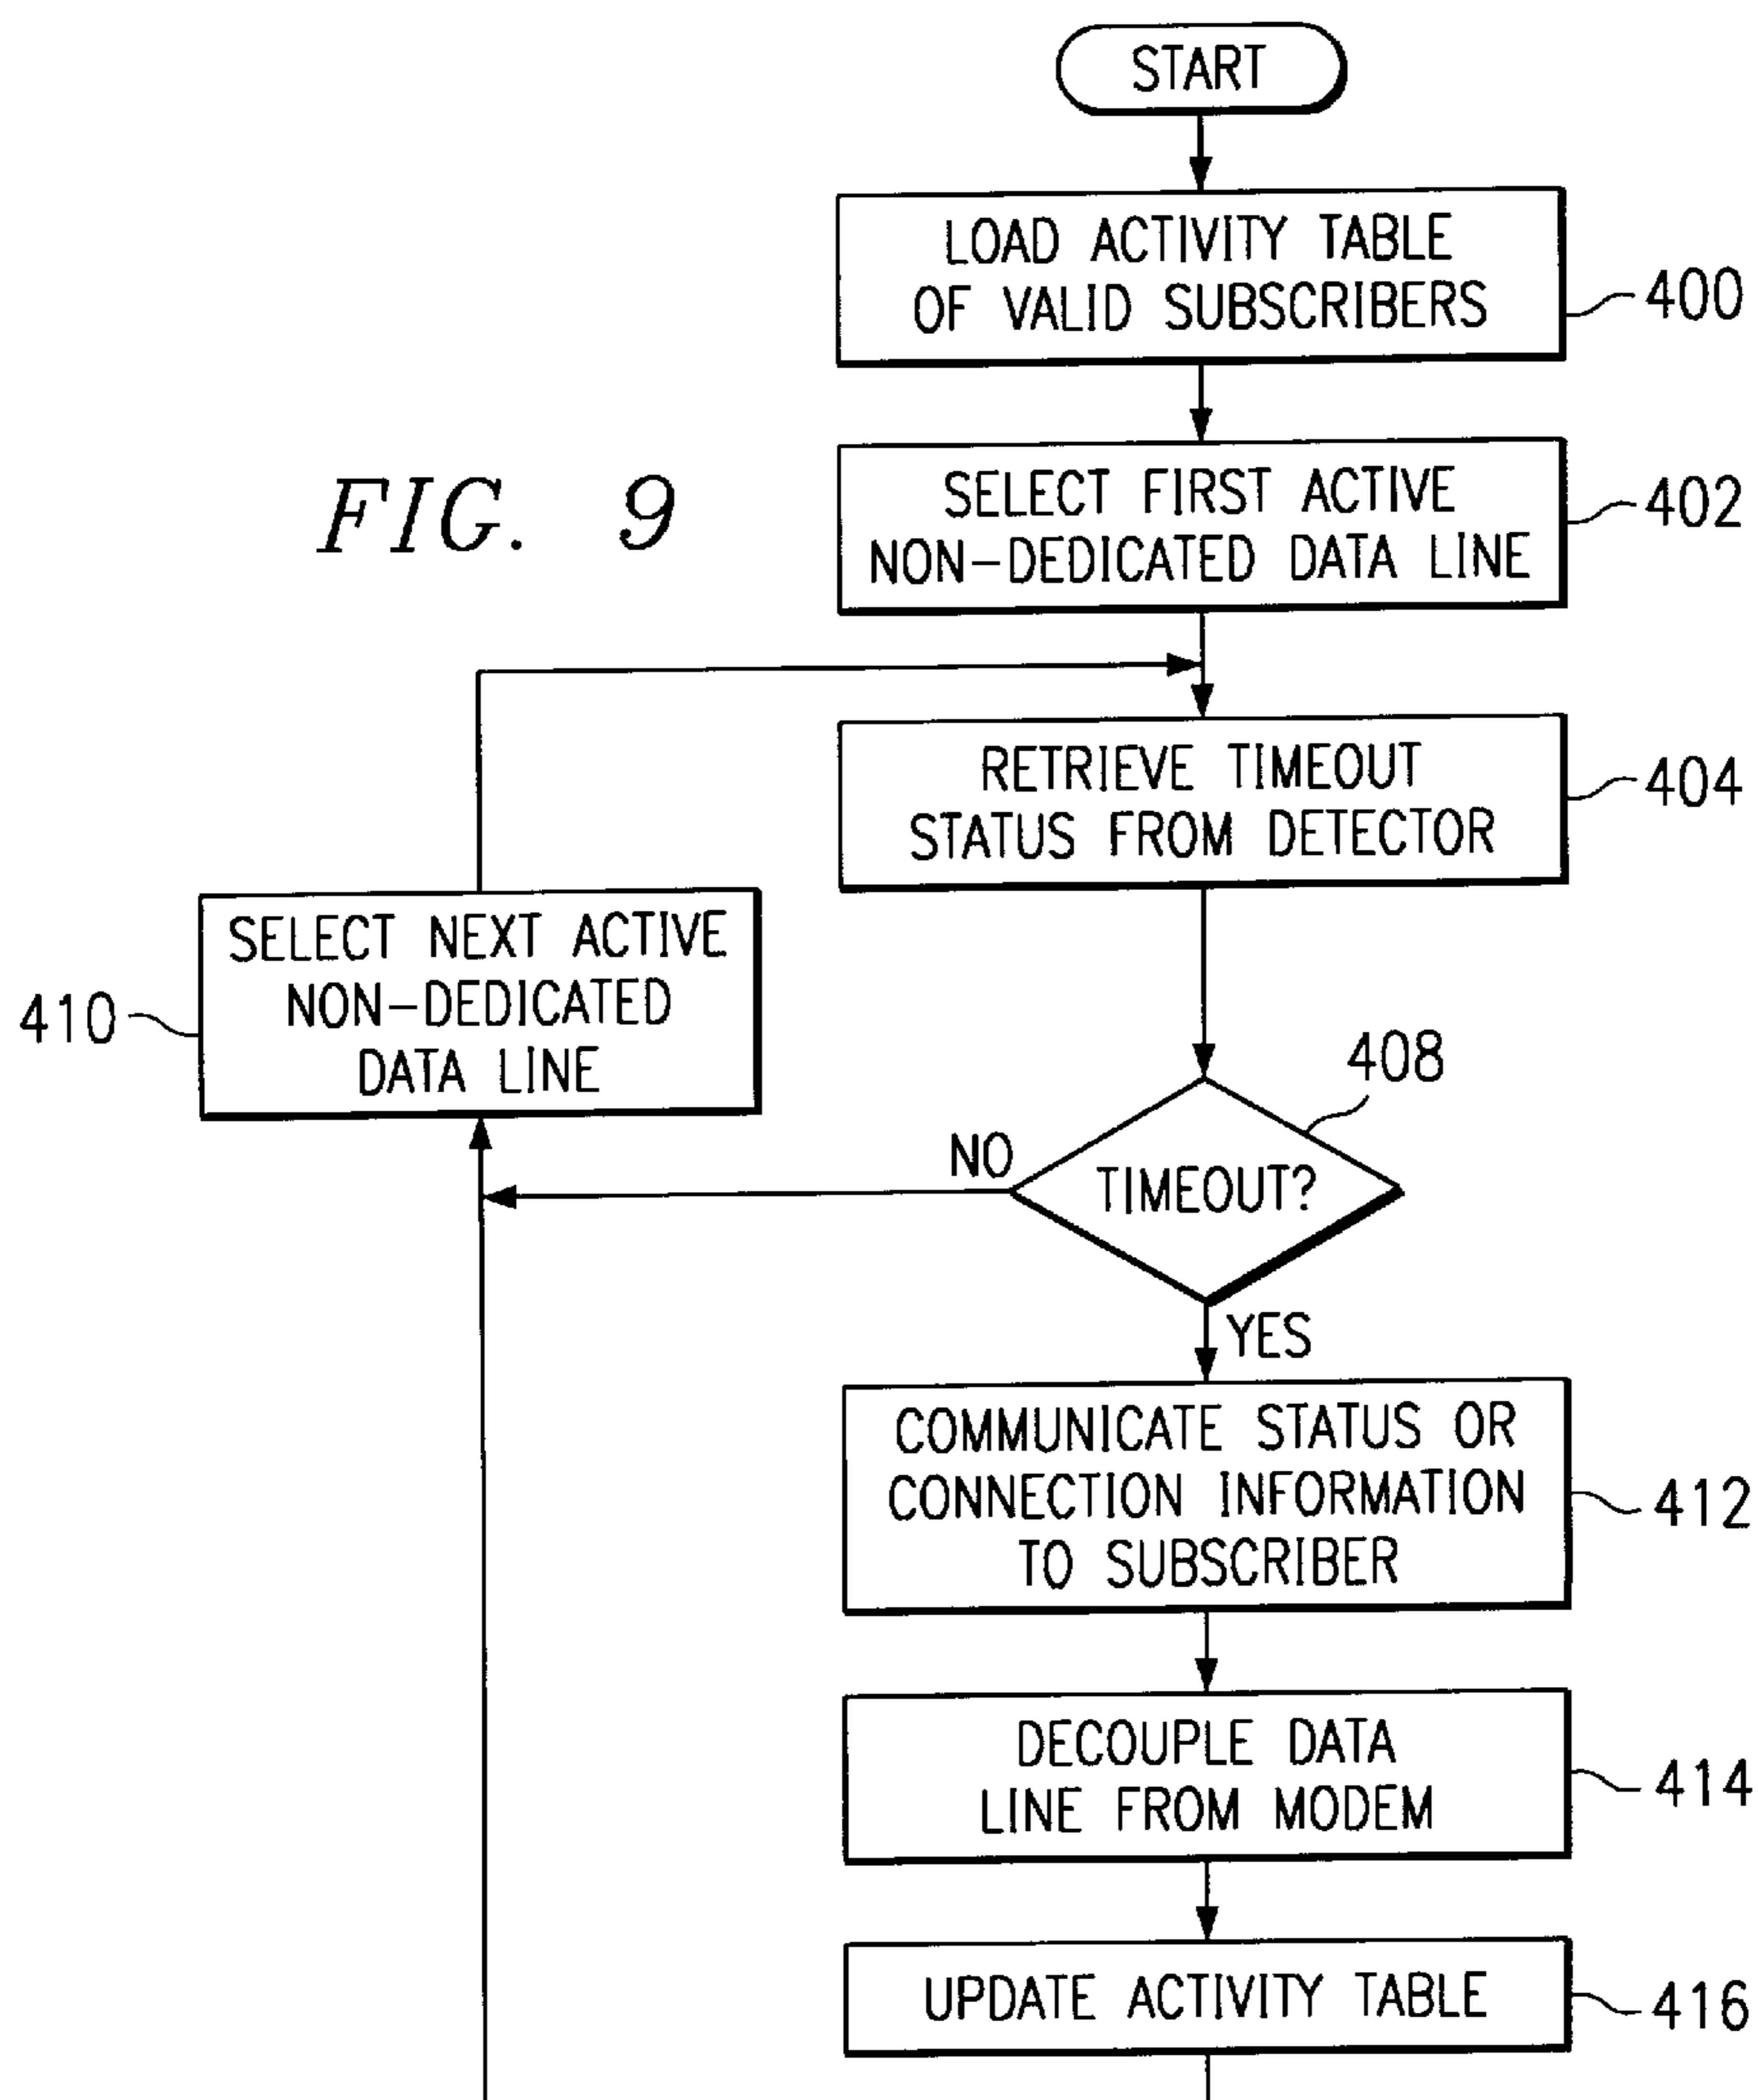 START
LOAD ACTIVITY TABLE
OF VALID SUBSCRIBERS
400
FIG. 9
SELECT FIRST ACTIVE
NON-DEDICATED DATA LINE
402
RETRIEVE TIMEOUT
STATUS FROM DETECTOR
404
SELECT NEXT ACTIVE
NON-DEDICATED
DATA LINE
410
408
NO
TIMEOUT?
YES
COMMUNICATE STATUS OR
CONNECTION INFORMATION
TO SUBSCRIBER
412
DECOUPLE DATA
LINE FROM MODEM
414
UPDATE ACTIVITY TABLE
416